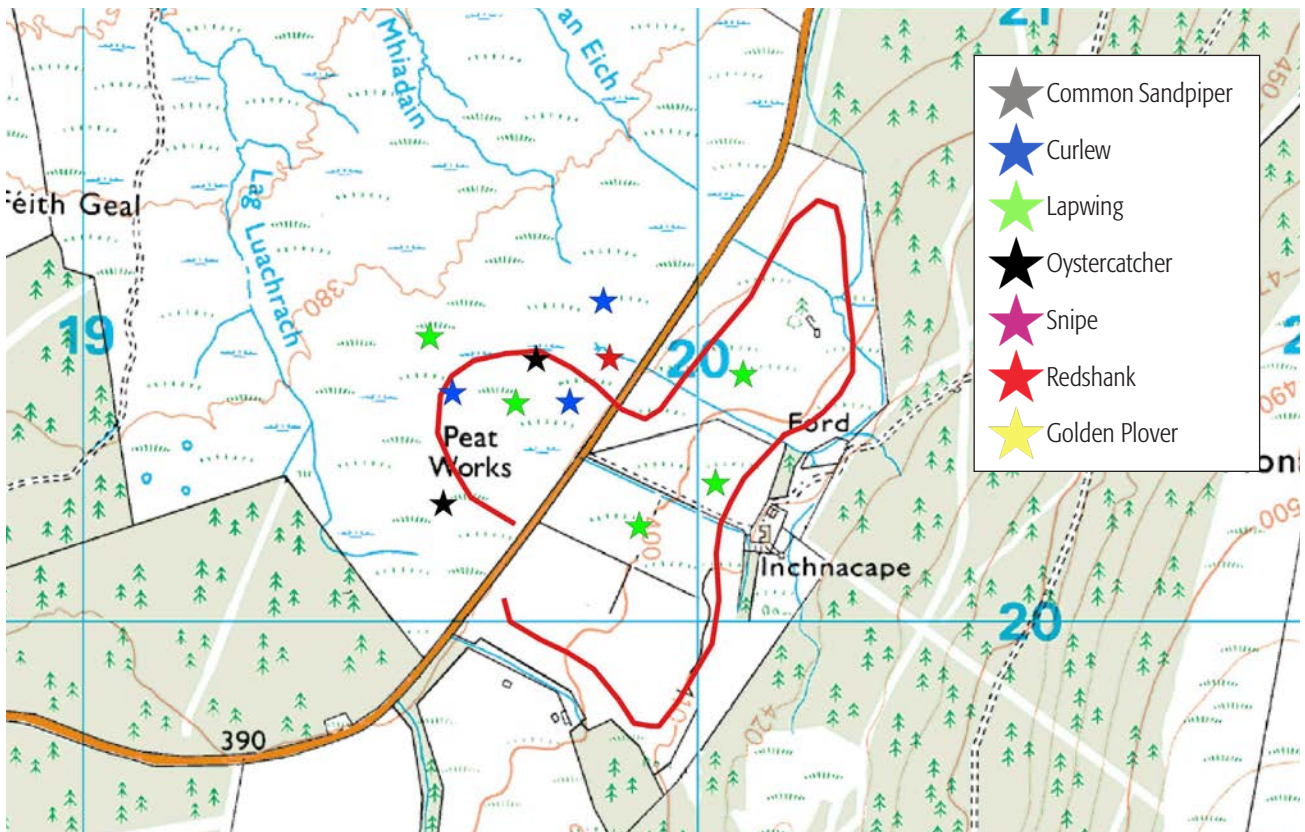 21
an Eich
Mhiadain
Common Sandpiper
Curlew
Lapwing
Oystercatcher
Snipe
Redshank
Golden Plover
450
féith Geal
Lag Luachrach
380
19
20
490
Peat
Works
Ford
500
400
Inchnacape
20
410
420
390